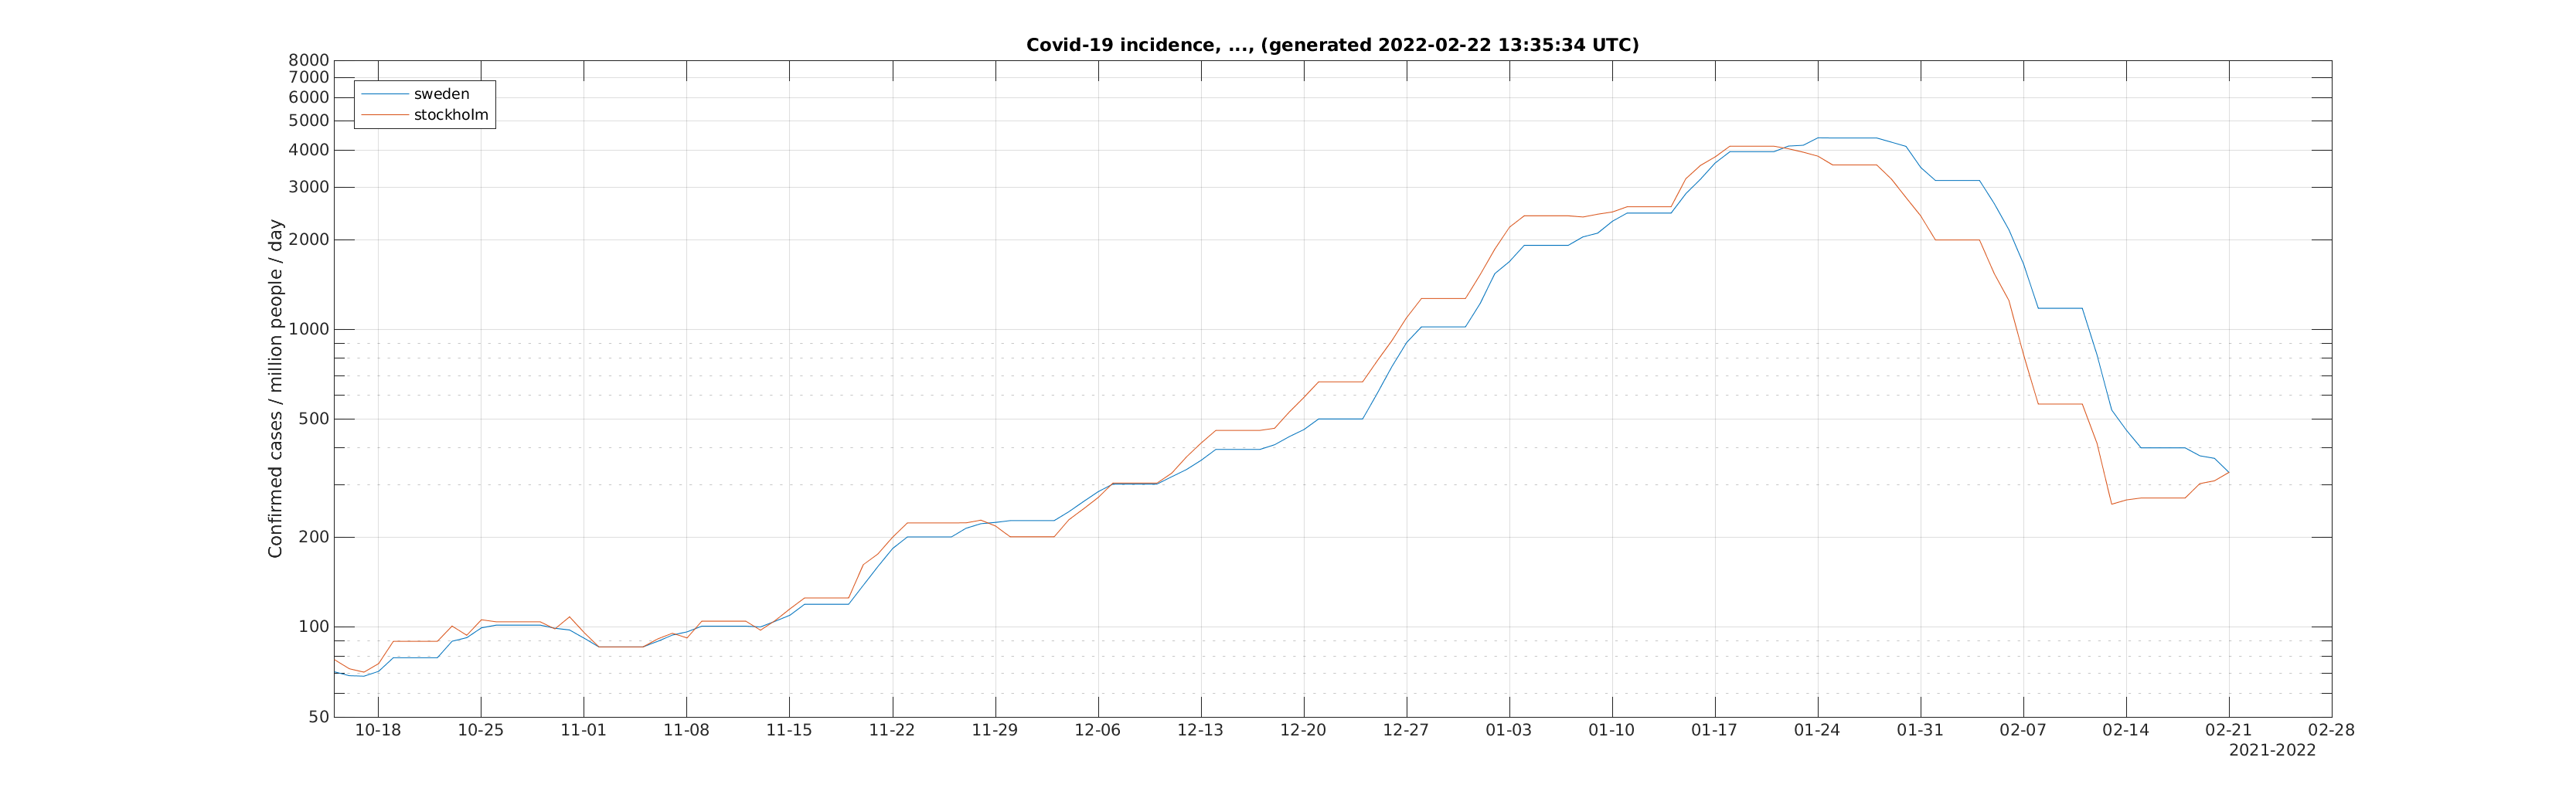 Covid-19 incidence, ..., (generated 2022-02-22 13:35:34 UTC)
8000
7000
6000
5000
4000
3000
2000
1000
500
200
100
50
Confirmed cases / million people / day
sweden
stockholm
10-18 10-25 11-01 11-08 11-15 11-22 11-29 12-06 12-13 12-20 12-27 01-03 01-10 01-17 01-24 01-31 02-07 02-14 02-21 02-28
2021-2022